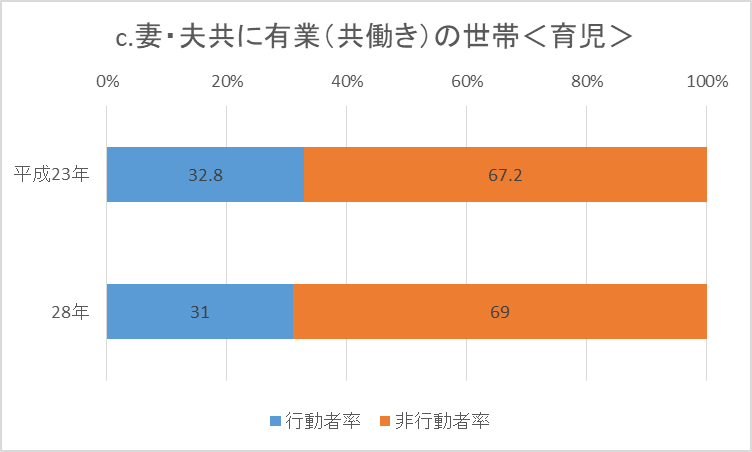 c.妻・夫共に有業（共働き）の世帯＜育児＞
0% 20% 40% 60% 80% 100%
平成23年 32.8 67.2
28年 31 69
行動者率 非行動者率